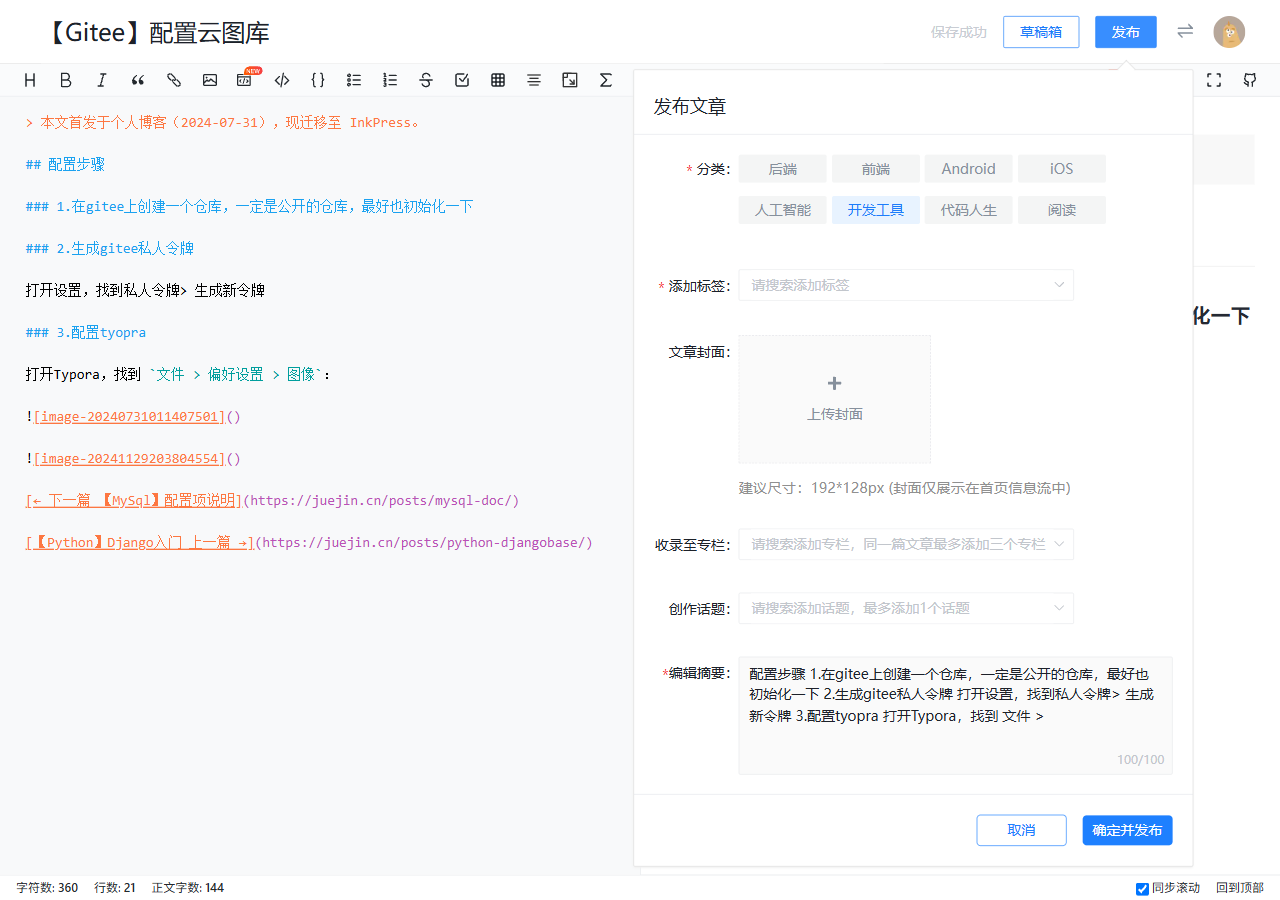 【Gitee】配置云图库
保存成功
草稿箱
发布
NEW
> 本文首发于个人博客（2024-07-31），现迁移至 InkPress。
## 配置步骤
### 1.在gitee上创建一个仓库，一定是公开的仓库，最好也初始化一下
### 2.生成gitee私人令牌
打开设置，找到私人令牌> 生成新令牌
### 3.配置tyopra
打开Typora，找到 `文件 > 偏好设置 > 图像`：
![image-20240731011407501]()
![image-20241129203804554]()
[← 下一篇 【MySql】配置项说明](https://juejin.cn/posts/mysql-doc/)
[【Python】Django入门 上一篇 →](https://juejin.cn/posts/python-djangobase/)
发布文章
* 分类：
后端
前端
Android
iOS
人工智能
开发工具
代码人生
阅读
* 添加标签：
请搜索添加标签
文章封面：
上传封面
建议尺寸：192*128px (封面仅展示在首页信息流中)
收录至专栏：
请搜索添加专栏，同一篇文章最多添加三个专栏
创作话题：
请搜索添加话题，最多添加1个话题
*编辑摘要：
配置步骤 1.在gitee上创建一个仓库，一定是公开的仓库，最好也
初始化一下 2.生成gitee私人令牌 打开设置，找到私人令牌> 生成
新令牌 3.配置tyopra 打开Typora，找到 文件 >
100/100
取消
确定并发布
化一下
字符数: 360
行数: 21
正文字数: 144
同步滚动
回到顶部